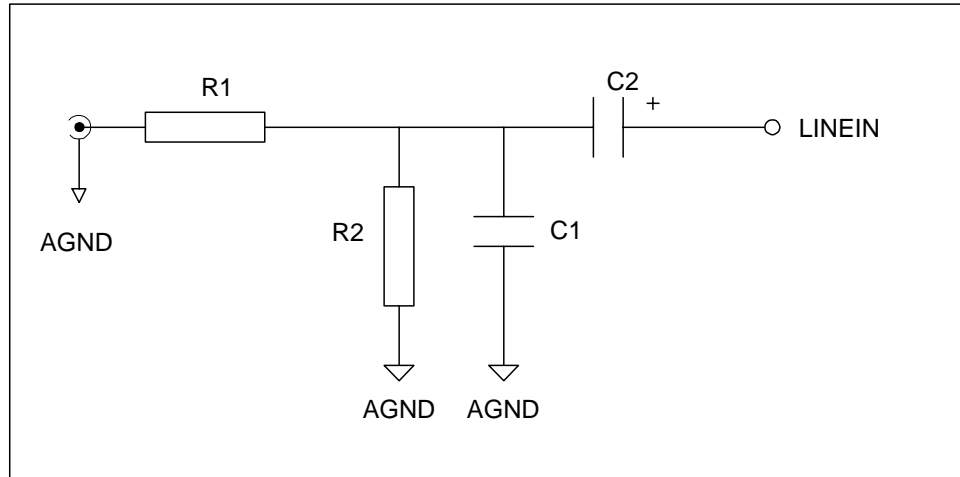 R1
C2
+
LINEIN
AGND
R2
C1
AGND
AGND